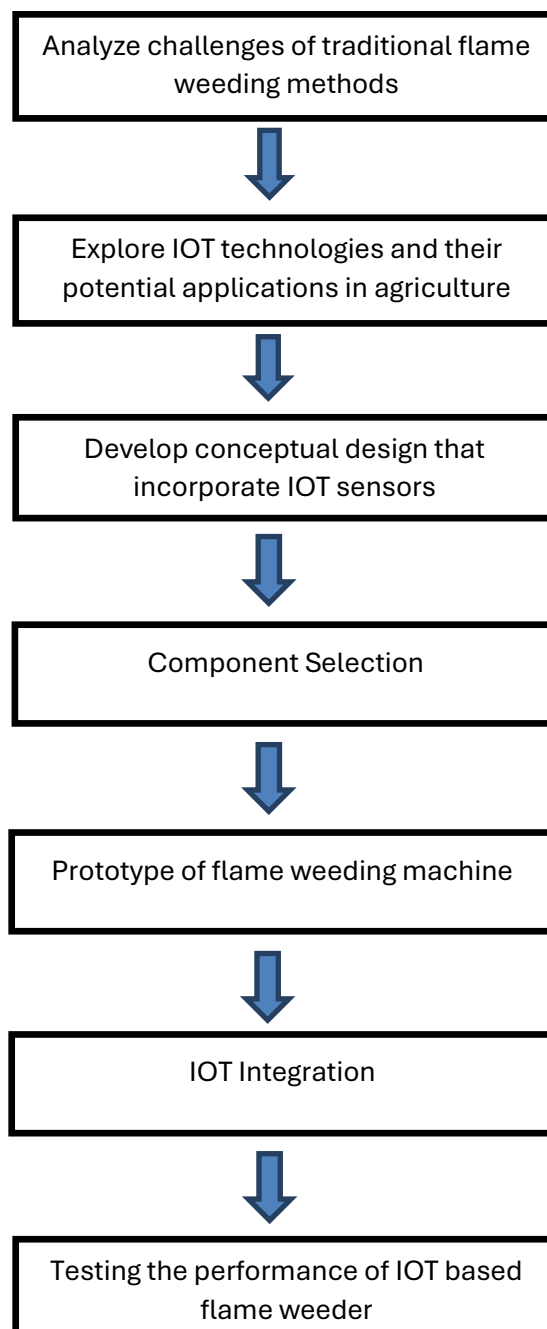 Analyze challenges of traditional flame
weeding methods
Explore IOT technologies and their
potential applications in agriculture
Develop conceptual design that
incorporate IOT sensors
Component Selection
Prototype of flame weeding machine
IOT Integration
Testing the performance of IOT based
flame weeder